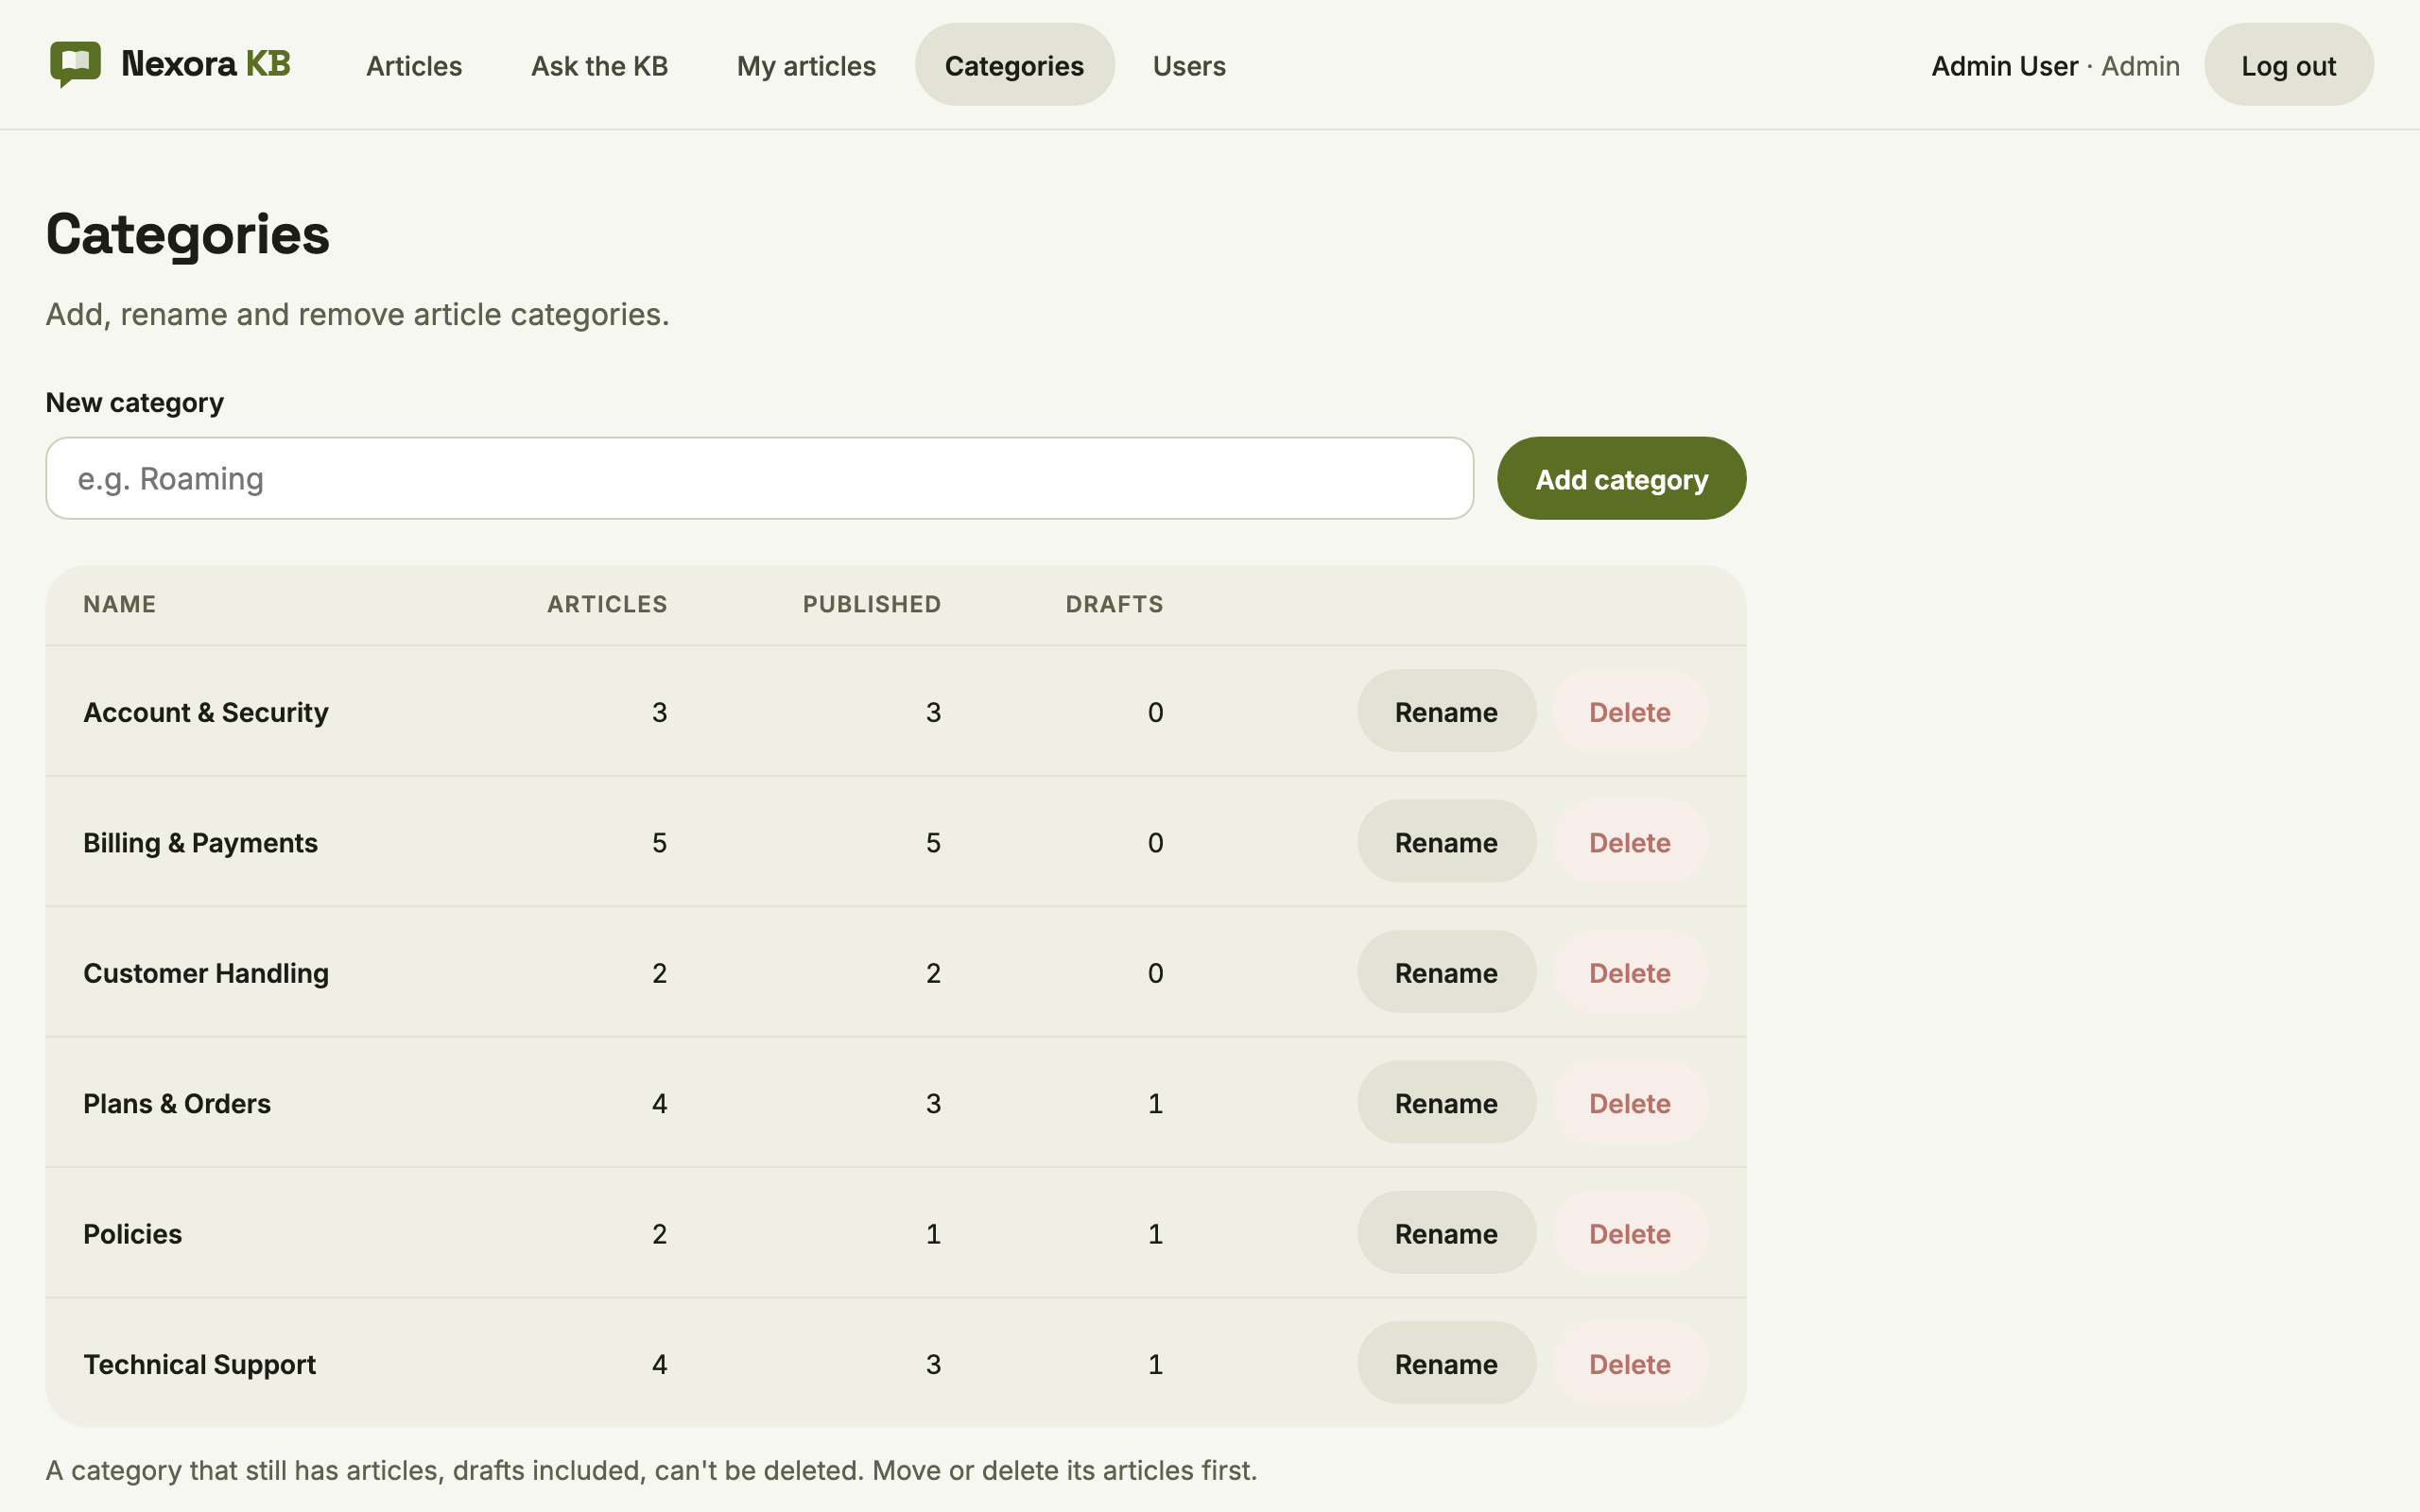 Nexora KB Articles Ask the KB My articles Categories Users Admin User · Admin Log out
Categories
Add, rename and remove article categories.
New category
e.g. Roaming Add category
NAME ARTICLES PUBLISHED DRAFTS
Account & Security 3 3 0 Rename Delete
Billing & Payments 5 5 0 Rename Delete
Customer Handling 2 2 0 Rename Delete
Plans & Orders 4 3 1 Rename Delete
Policies 2 1 1 Rename Delete
Technical Support 4 3 1 Rename Delete
A category that still has articles, drafts included, can't be deleted. Move or delete its articles first.